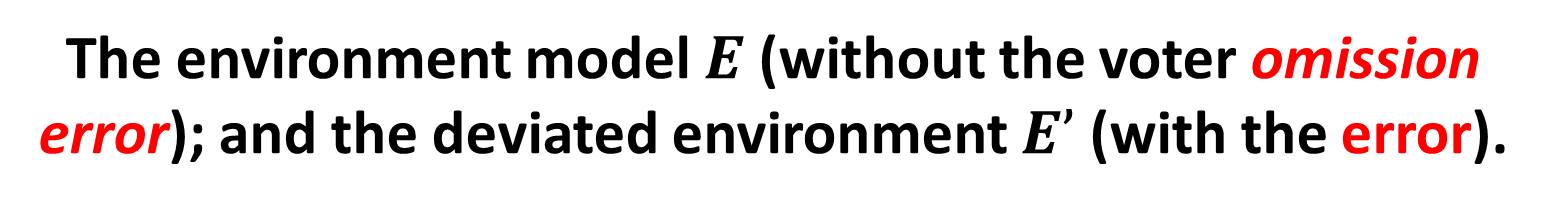 The environment model E (without the voter omission
error); and the deviated environment E’ (with the error).